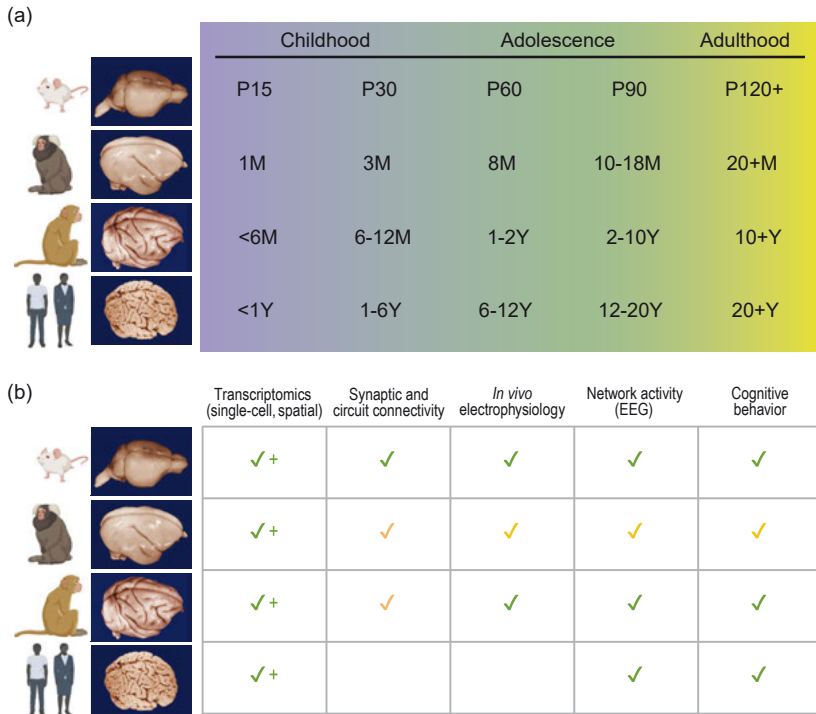 (a)
Childhood Adolescence Adulthood
P15 P30 P60 P90 P120+
1M 3M 8M 10-18M 20+M
<6M 6-12M 1-2Y 2-10Y 10+Y
<1Y 1-6Y 6-12Y 12-20Y 20+Y
(b)
Transcriptomics
(single-cell, spatial)
Synaptic and
circuit connectivity
In vivo
electrophysiology
Network activity
(EEG)
Cognitive
behavior
✓+ ✓ ✓ ✓ ✓
✓+ ✓ ✓ ✓ ✓
✓+ ✓ ✓ ✓ ✓
✓+ ✓ ✓